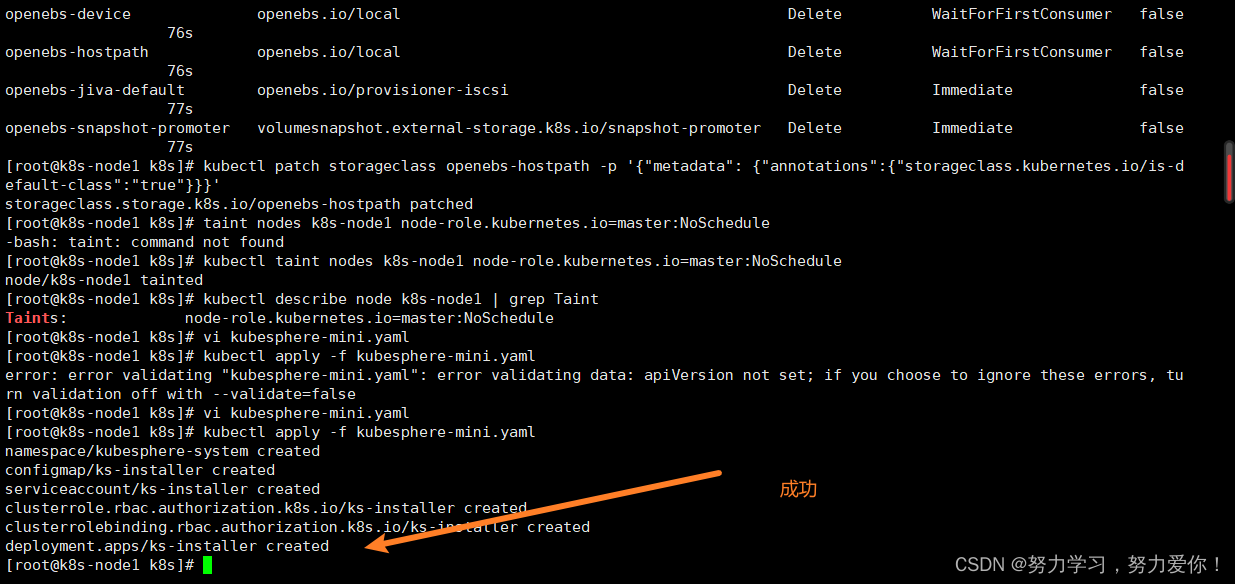 openebs-device openebs.io/local Delete WaitForFirstConsumer false
76s
openebs-hostpath openebs.io/local Delete WaitForFirstConsumer false
76s
openebs-jiva-default openebs.io/provisioner-iscsi Delete Immediate false
77s
openebs-snapshot-promoter volumesnapshot.external-storage.k8s.io/snapshot-promoter Delete Immediate false
77s
[root@k8s-node1 k8s]# kubectl patch storageclass openebs-hostpath -p '{"metadata": {"annotations":{"storageclass.kubernetes.io/is-d
efault-class":"true"}}}'
storageclass.storage.k8s.io/openebs-hostpath patched
[root@k8s-node1 k8s]# taint nodes k8s-node1 node-role.kubernetes.io=master:NoSchedule
-bash: taint: command not found
[root@k8s-node1 k8s]# kubectl taint nodes k8s-node1 node-role.kubernetes.io=master:NoSchedule
node/k8s-node1 tainted
[root@k8s-node1 k8s]# kubectl describe node k8s-node1 | grep Taint
Taints: node-role.kubernetes.io=master:NoSchedule
[root@k8s-node1 k8s]# vi kubesphere-mini.yaml
[root@k8s-node1 k8s]# kubectl apply -f kubesphere-mini.yaml
error: error validating "kubesphere-mini.yaml": error validating data: apiVersion not set; if you choose to ignore these errors, tu
rn validation off with --validate=false
[root@k8s-node1 k8s]# vi kubesphere-mini.yaml
[root@k8s-node1 k8s]# kubectl apply -f kubesphere-mini.yaml
namespace/kubesphere-system created
configmap/ks-installer created
serviceaccount/ks-installer created
clusterrole.rbac.authorization.k8s.io/ks-installer created
clusterrolebinding.rbac.authorization.k8s.io/ks-installer created
deployment.apps/ks-installer created
[root@k8s-node1 k8s]#
成功
CSDN @努力学习，努力爱你！